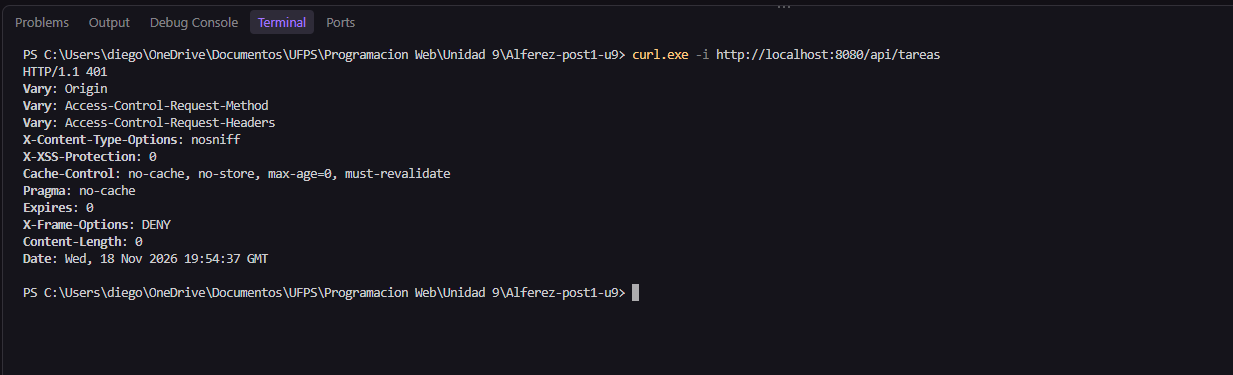 Problems Output Debug Console Terminal Ports
PS C:\Users\diego\OneDrive\Documentos\UFPS\Programacion Web\Unidad 9\Alferez-post1-u9> curl.exe -i http://localhost:8080/api/tareas
HTTP/1.1 401
Vary: Origin
Vary: Access-Control-Request-Method
Vary: Access-Control-Request-Headers
X-Content-Type-Options: nosniff
X-XSS-Protection: 0
Cache-Control: no-cache, no-store, max-age=0, must-revalidate
Pragma: no-cache
Expires: 0
X-Frame-Options: DENY
Content-Length: 0
Date: Wed, 18 Nov 2026 19:54:37 GMT
PS C:\Users\diego\OneDrive\Documentos\UFPS\Programacion Web\Unidad 9\Alferez-post1-u9>